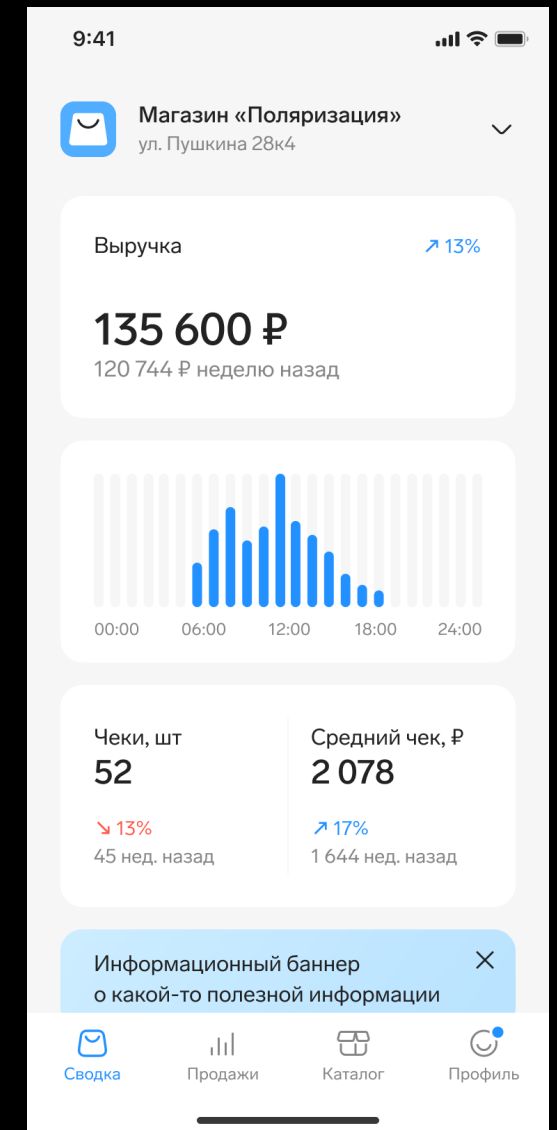 9:41
Магазин «Поляризация»
ул. Пушкина 28к4
Выручка
↗ 13%
135 600 ₽
120 744 ₽ неделю назад
00:00 06:00 12:00 18:00 24:00
Чеки, шт
52
↘ 13%
45 нед. назад
Средний чек, ₽
2 078
↗ 17%
1 644 нед. назад
Информационный баннер
о какой-то полезной информации
Сводка Продажи Каталог Профиль